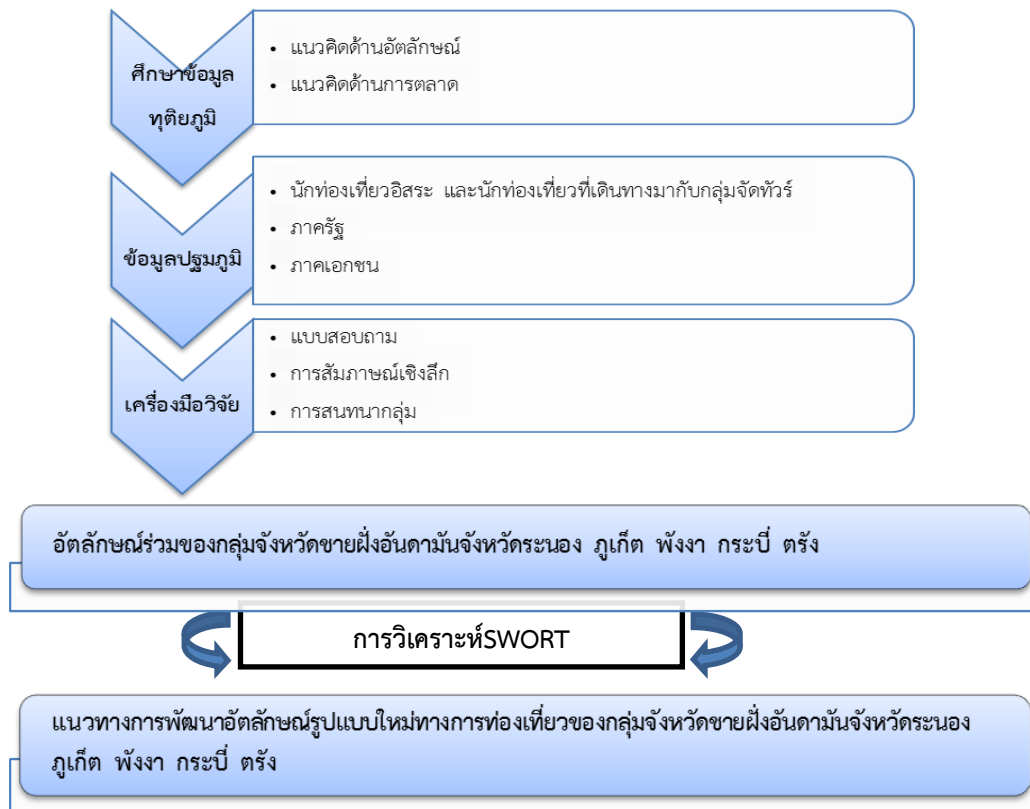 ศึกษาข้อมูล
ทุติยภูมิ
• แนวคิดด้านอัตลักษณ์
• แนวคิดด้านการตลาด
ข้อมูลปฐมภูมิ
• นักท่องเที่ยวอิสระ และนักท่องเที่ยวที่เดินทางมากับกลุ่มจัดทัวร์
• ภาครัฐ
• ภาคเอกชน
เครื่องมือวิจัย
• แบบสอบถาม
• การสัมภาษณ์เชิงลึก
• การสนทนากลุ่ม
อัตลักษณ์ร่วมของกลุ่มจังหวัดชายฝั่งอันดามันจังหวัดระนอง ภูเก็ต พังงา กระบี่ ตรัง
การวิเคราะห์SWORT
แนวทางการพัฒนาอัตลักษณ์รูปแบบใหม่ทางการท่องเที่ยวของกลุ่มจังหวัดชายฝั่งอันดามันจังหวัดระนอง
ภูเก็ต พังงา กระบี่ ตรัง